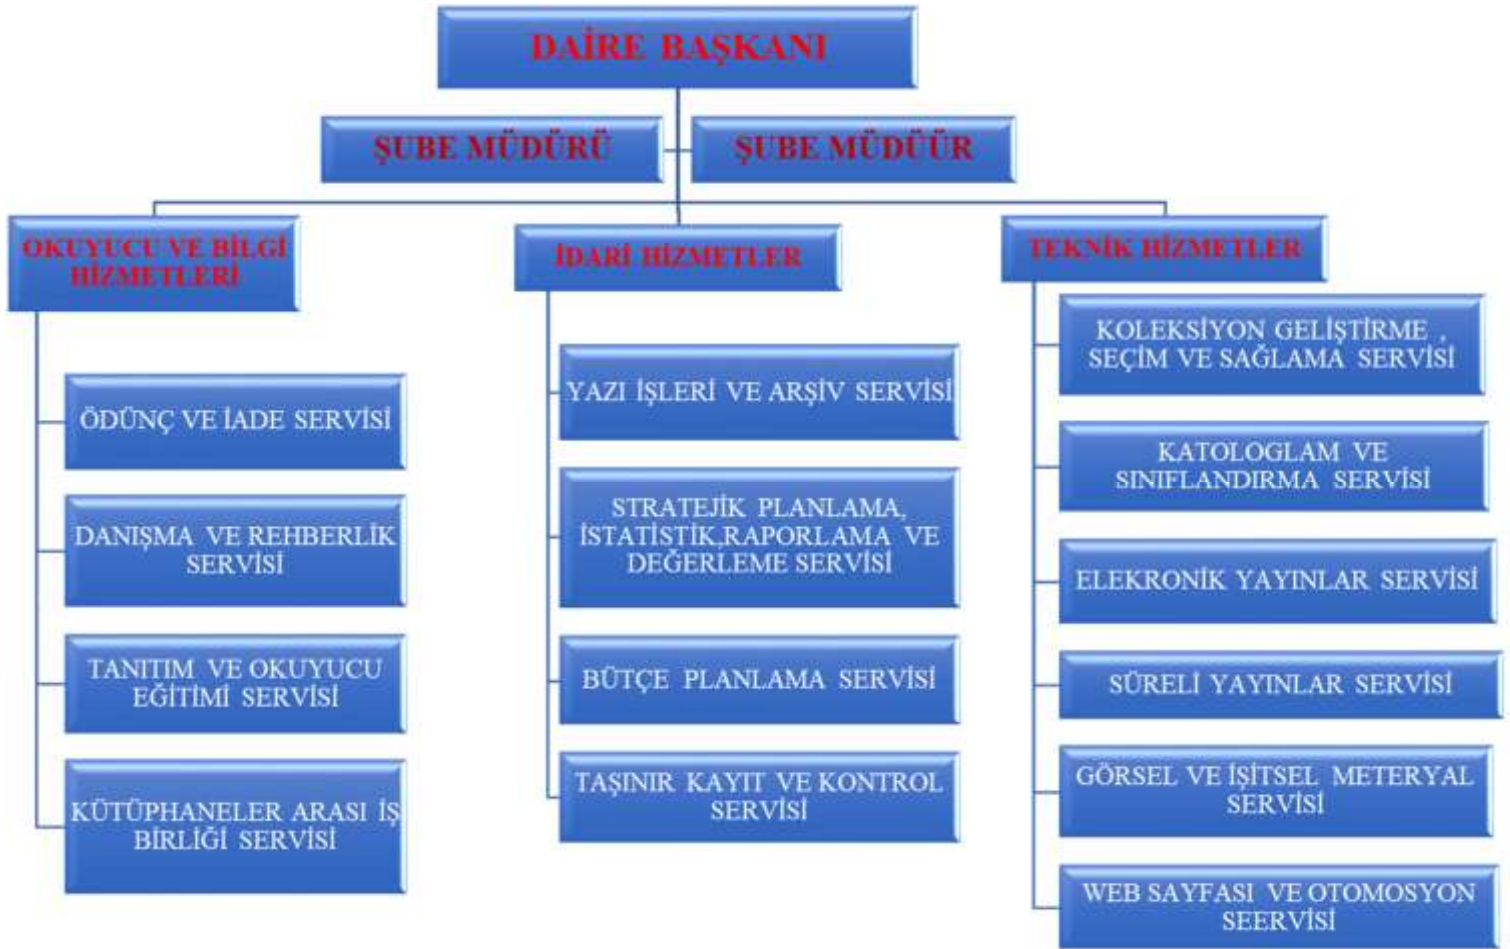 DAİRE BAŞKANI
ŞUBE MÜDÜRÜ
ŞUBE MÜDÜÜR
OKUYUCU VE BİLGİ
HİZMETLERİ
ÖDÜNÇ VE İADE SERVİSİ
DANIŞMA VE REHBERLİK
SERVİSİ
TANITIM VE OKUYUCU
EĞİTİMİ SERVİSİ
KÜTÜPHANELER ARASI İŞ
BİRLİĞİ SERVİSİ
İDARİ HİZMETLER
YAZI İŞLERİ VE ARŞİV SERVİSİ
STRATEJİK PLANLAMA,
İSTATİSTİK,RAPORLAMA VE
DEĞERLEME SERVİSİ
BÜTÇE PLANLAMA SERVİSİ
TAŞINIR KAYIT VE KONTROL
SERVİSİ
TEKNİK HİZMETLER
KOLEKSİYON GELİŞTİRME ,
SEÇİM VE SAĞLAMA SERVİSİ
KATOLOGLAM VE
SINIFLANDIRMA SERVİSİ
ELEKRONİK YAYINLAR SERVİSİ
SÜRELİ YAYINLAR SERVİSİ
GÖRSEL VE İŞİTSEL METERYAL
SERVİSİ
WEB SAYFASI VE OTOMOSYON
SEERVİSİ